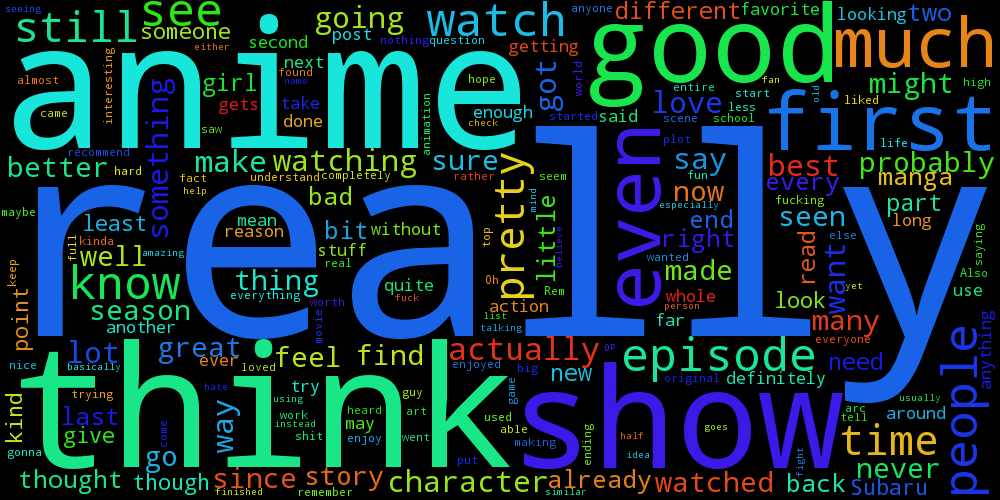 seeing
still
someone
see
going
post
nothing
question
watch
anyone
different
favorite
looking
two
much
anime
good
second
either
getting
almost
interesting
girl
next
found
name
hope
got
world
entire
fan
old
might
high
came
something
gets
take
done
animation
enough
check
started
said
love
less
start
liked
first
saw
scene
school
life
recommend
better
hard
fact
help
make
watching
understand
completely
sure
rather
pretty
seem
mind
even
plot
say
fun
especially
best
every
fucking
probably
manga
maybe
least
mean
reason
bad
bit
without
little
now
end
right
seen
part
long
really
kinda
full
well
amazing
stuff
real
top
believe
wanted
made
read
want
else
saying
Also
know
thing
everything
quite
fuck
Oh
Rem
action
whole
person
look
yet
use
keep
point
season
another
worth
movie
list
talking
far
many
everyone
lot
great
ever
loved
feel
find
actually
OP
episode
need
people
anything
nice
basically
hate
enjoyed
big
new
original
definitely
usually
think
show
trying
using
try
guy
game
arc
tell
around
kind
last
way
work
instead
heard
may
art
used
able
goes
give
shit
enjoy
went
making
ending
half
idea
time
gonna
go
come
put
fight
never
thought
though
since
finished
story
remember
character
already
similar
watched
back
Subaru